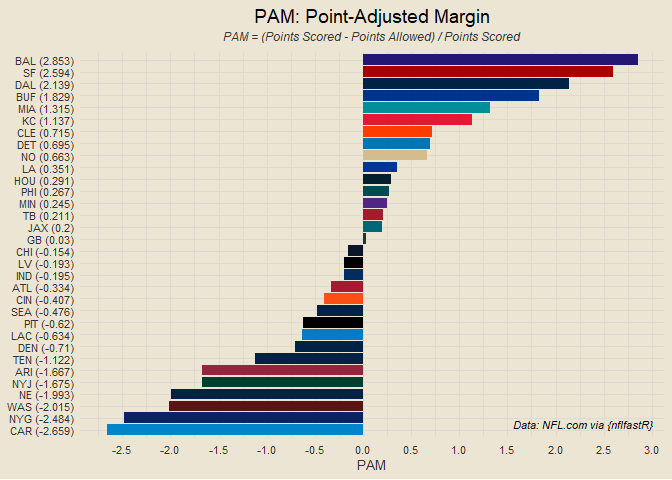 PAM: Point-Adjusted Margin
PAM = (Points Scored - Points Allowed) / Points Scored
BAL (2.853)
SF (2.594)
DAL (2.139)
BUF (1.829)
MIA (1.315)
KC (1.137)
CLE (0.715)
DET (0.695)
NO (0.663)
LA (0.351)
HOU (0.291)
PHI (0.267)
MIN (0.245)
TB (0.211)
JAX (0.2)
GB (0.03)
CHI (-0.154)
LV (-0.193)
IND (-0.195)
ATL (-0.334)
CIN (-0.407)
SEA (-0.476)
PIT (-0.62)
LAC (-0.634)
DEN (-0.71)
TEN (-1.122)
ARI (-1.667)
NYJ (-1.675)
NE (-1.993)
WAS (-2.015)
NYG (-2.484)
CAR (-2.659)
Data: NFL.com via {nflfastR}
-2.5 -2.0 -1.5 -1.0 -0.5 0.0 0.5 1.0 1.5 2.0 2.5 3.0
PAM